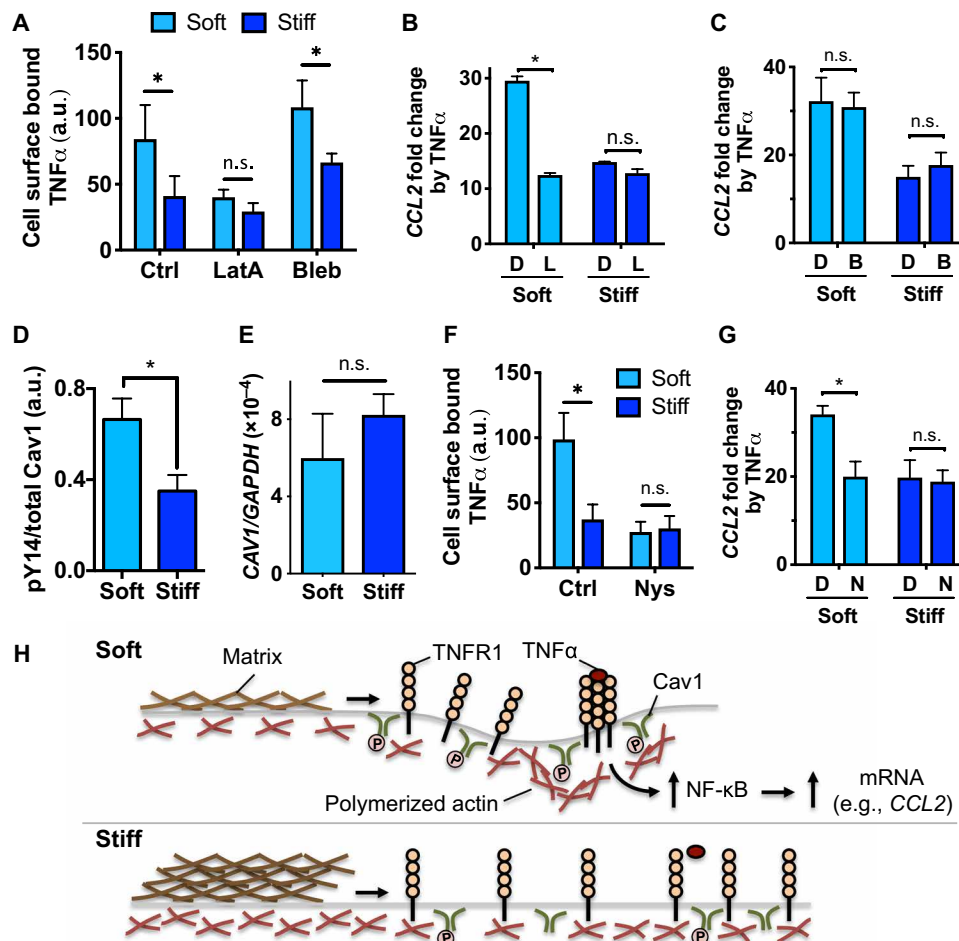 A
Soft
Stiff
Cell surface bound
TNFα (a.u.)
150
100
50
0
*
n.s.
*
Ctrl
LatA
Bleb
B
CCL2 fold change
by TNFα
30
20
10
0
*
n.s.
D L D L
Soft Stiff
C
CCL2 fold change
by TNFα
40
20
0
n.s.
n.s.
D B D B
Soft Stiff
D
pY14/total Cav1 (a.u.)
0.8
0.4
0.0
*
Soft Stiff
E
CAV1/GAPDH (×10⁻⁴)
8
4
0
n.s.
Soft Stiff
F
Soft
Stiff
Cell surface bound
TNFα (a.u.)
150
100
50
0
*
n.s.
Ctrl Nys
G
CCL2 fold change
by TNFα
40
20
0
*
n.s.
D N D N
Soft Stiff
H
Soft
Matrix
TNFR1
TNFα
Cav1
P
P
P
P
Polymerized actin
NF-κB
mRNA
(e.g., CCL2)
Stiff
P
P